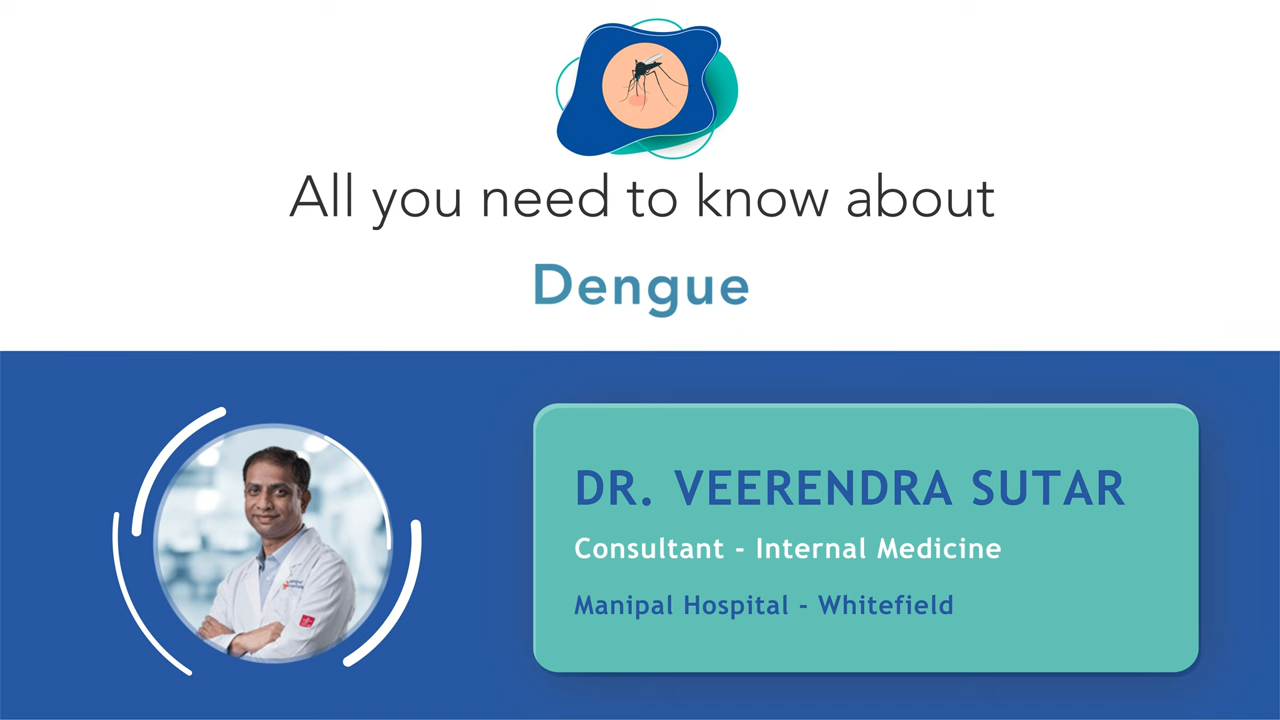 All you need to know about
Dengue
DR. VEERENDRA SUTAR
Consultant - Internal Medicine
Manipal Hospital - Whitefield